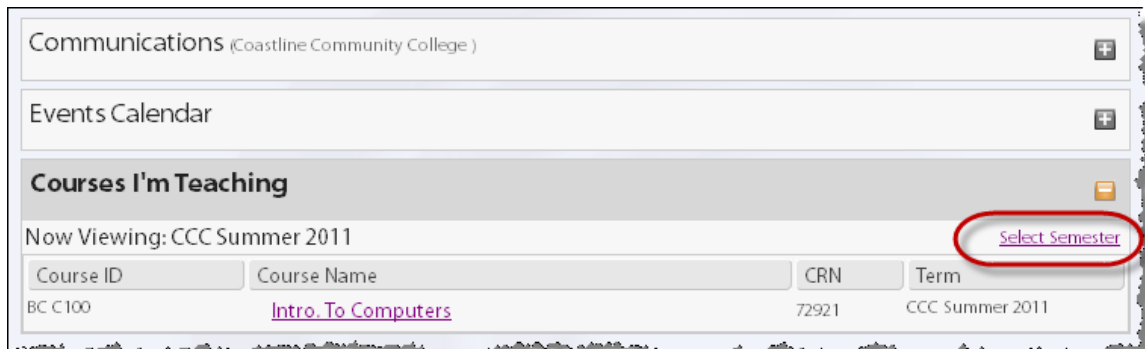 Communications (Coastline Community College )
Events Calendar
Courses I'm Teaching
Now Viewing: CCC Summer 2011 Select Semester
Course ID Course Name CRN Term
BC C100 Intro. To Computers 72921 CCC Summer 2011